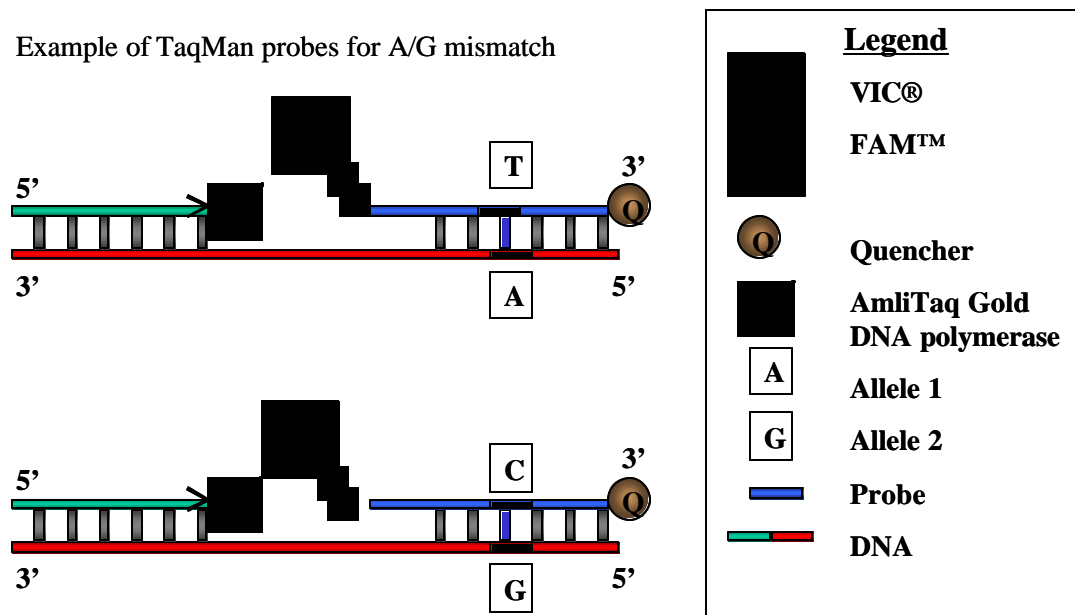 Example of TaqMan probes for A/G mismatch
5’
T
3’
Q
3’
A
5’
5’
C
3’
Q
3’
G
5’
Legend
VIC®
FAM™
Q
Quencher
AmliTaq Gold
DNA polymerase
A
Allele 1
G
Allele 2
Probe
DNA